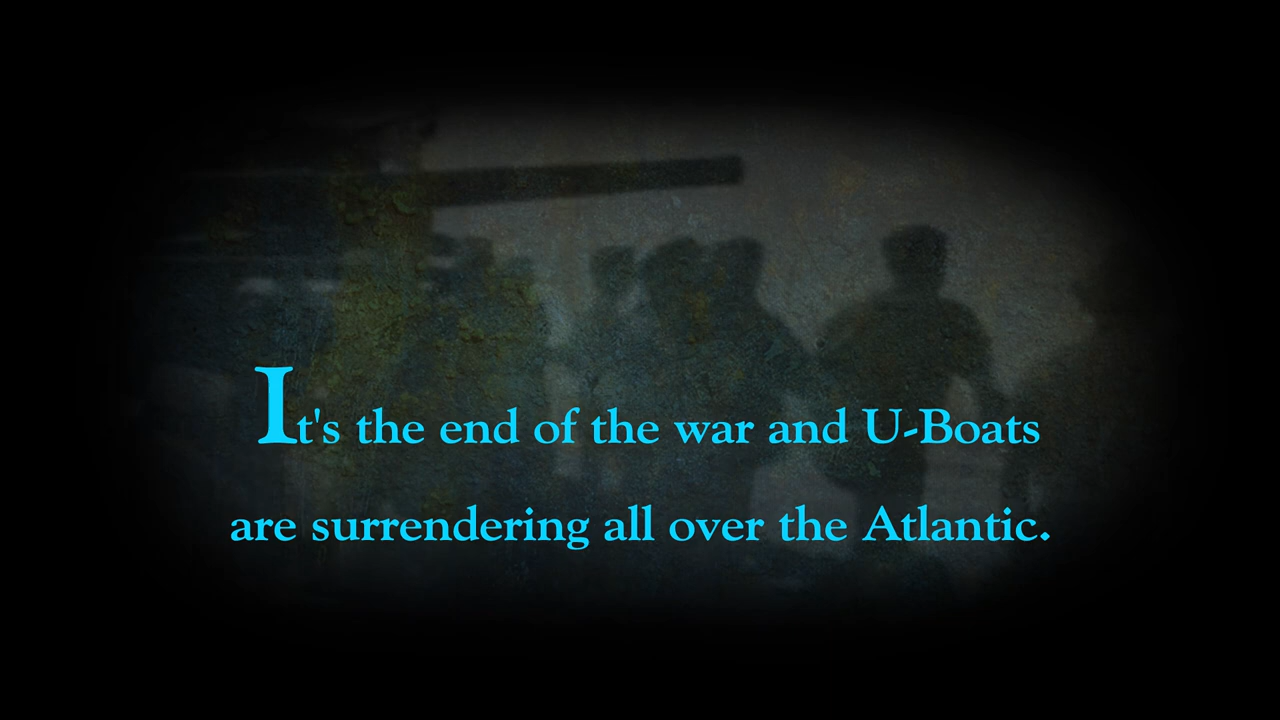 It's the end of the war and U-Boats
are surrendering all over the Atlantic.